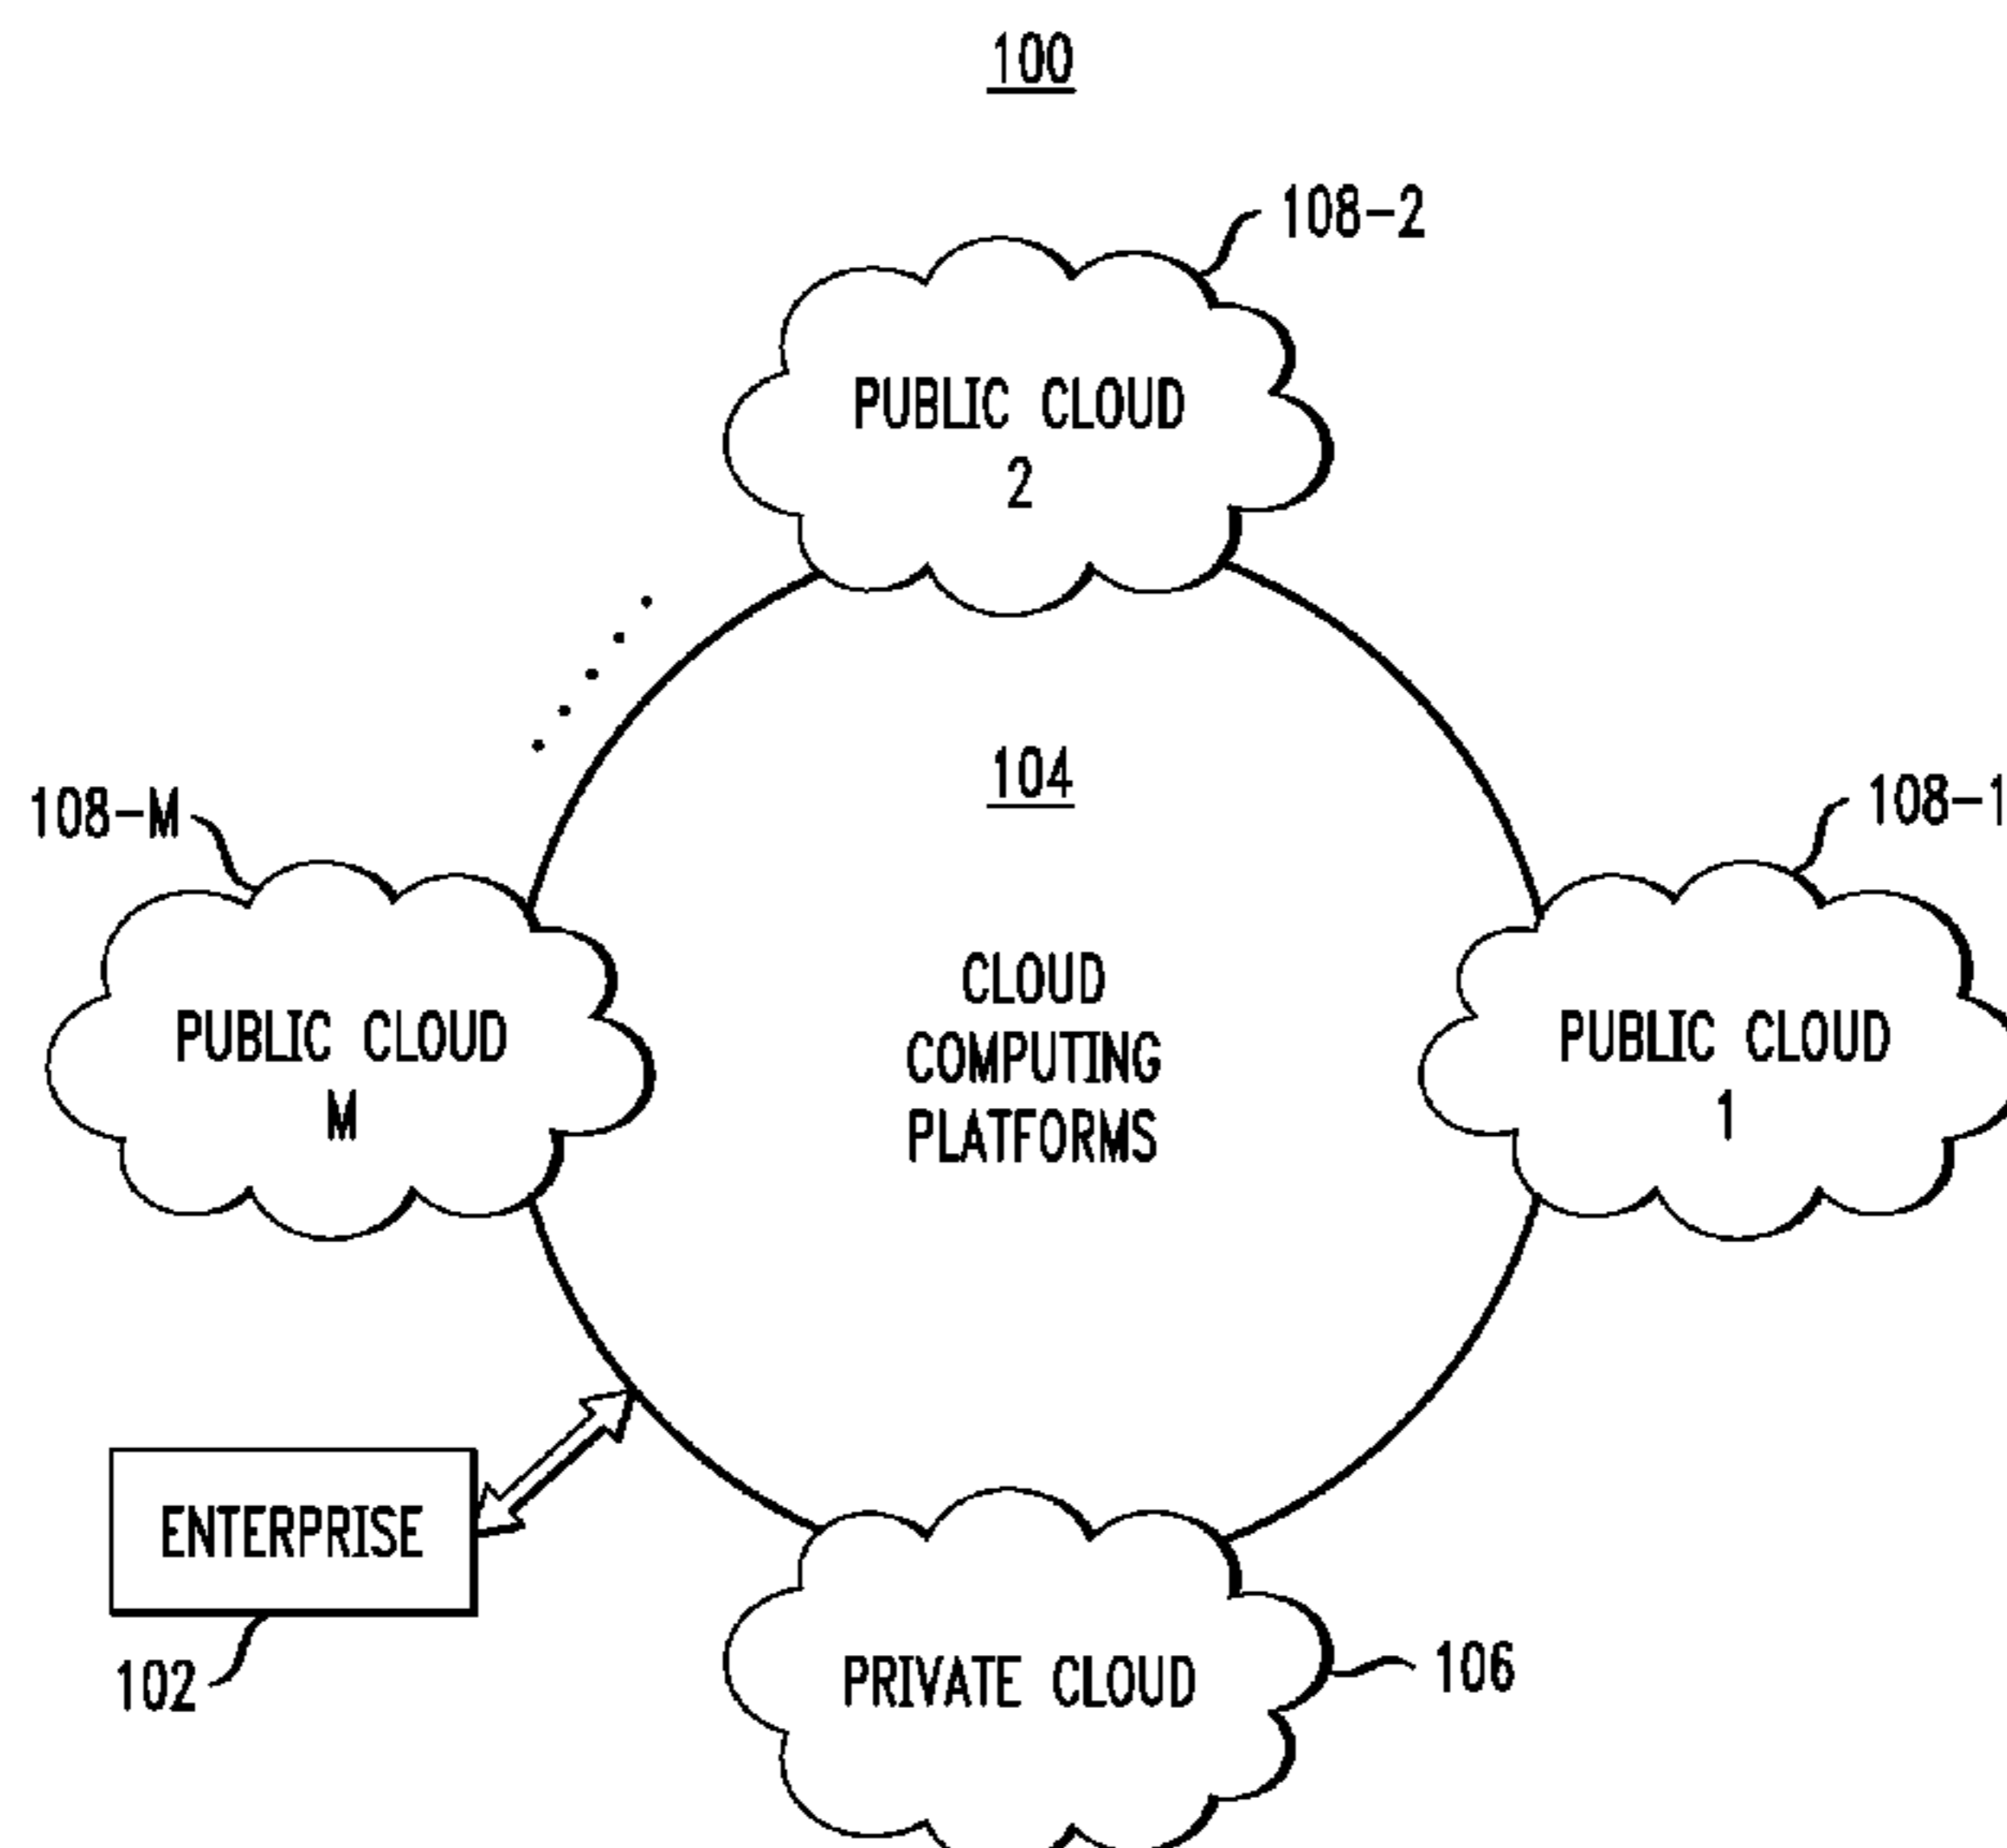 100
108-2
PUBLIC CLOUD
2
104
108-M
108-1
CLOUD
COMPUTING
PLATFORMS
PUBLIC CLOUD
M
PUBLIC CLOUD
1
ENTERPRISE
102
PRIVATE CLOUD
106